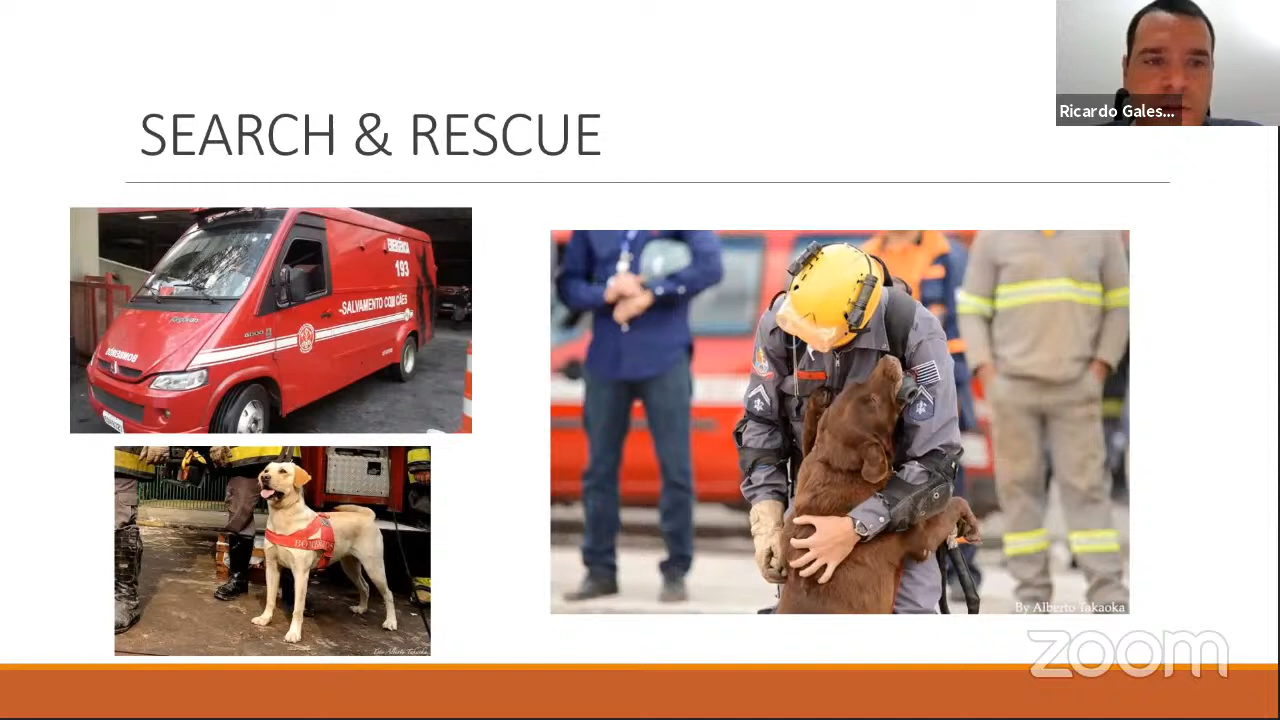 Ricardo Gales...
SEARCH & RESCUE
193
SALVAMENTO COM CÃES
BOMBEIROS
By Alberto Takaoka
zoom